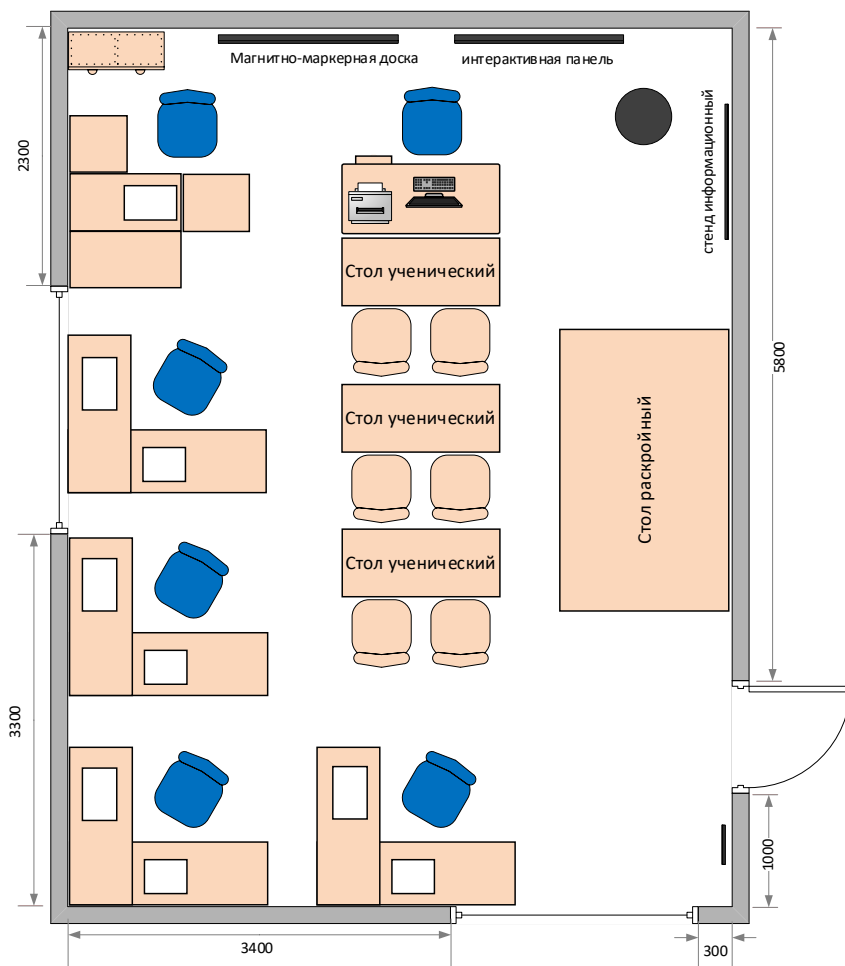 Магнитно-маркерная доска
интерактивная панель
стенд информационный
2300
Стол ученический
5800
Стол ученический
Стол раскройный
Стол ученический
3300
1000
3400
300